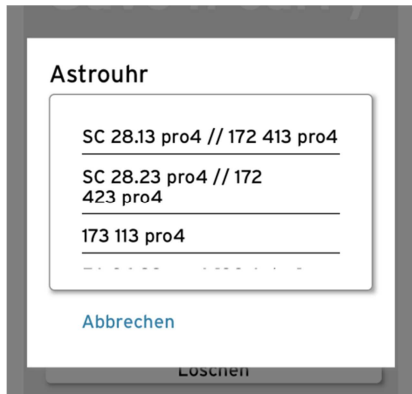 Astrouhr
SC 28.13 pro4 // 172 413 pro4
SC 28.23 pro4 // 172
423 pro4
173 113 pro4
Abbrechen
Löschen